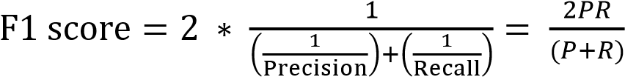 F1 score = 2 * 1/((1/Precision)+(1/Recall)) = 2PR/(P+R)